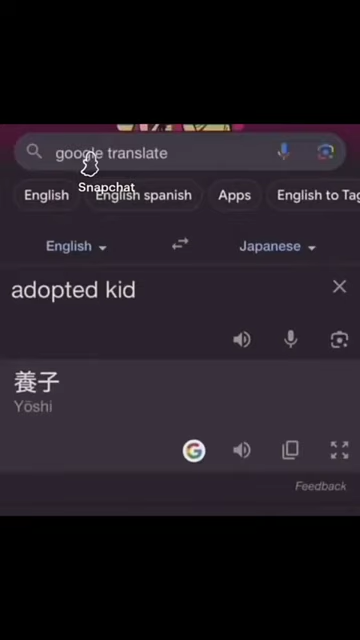 google translate
Snapchat
English
English spanish
Apps
English to Tag
English
Japanese
adopted kid
養子
Yōshi
G
Feedback